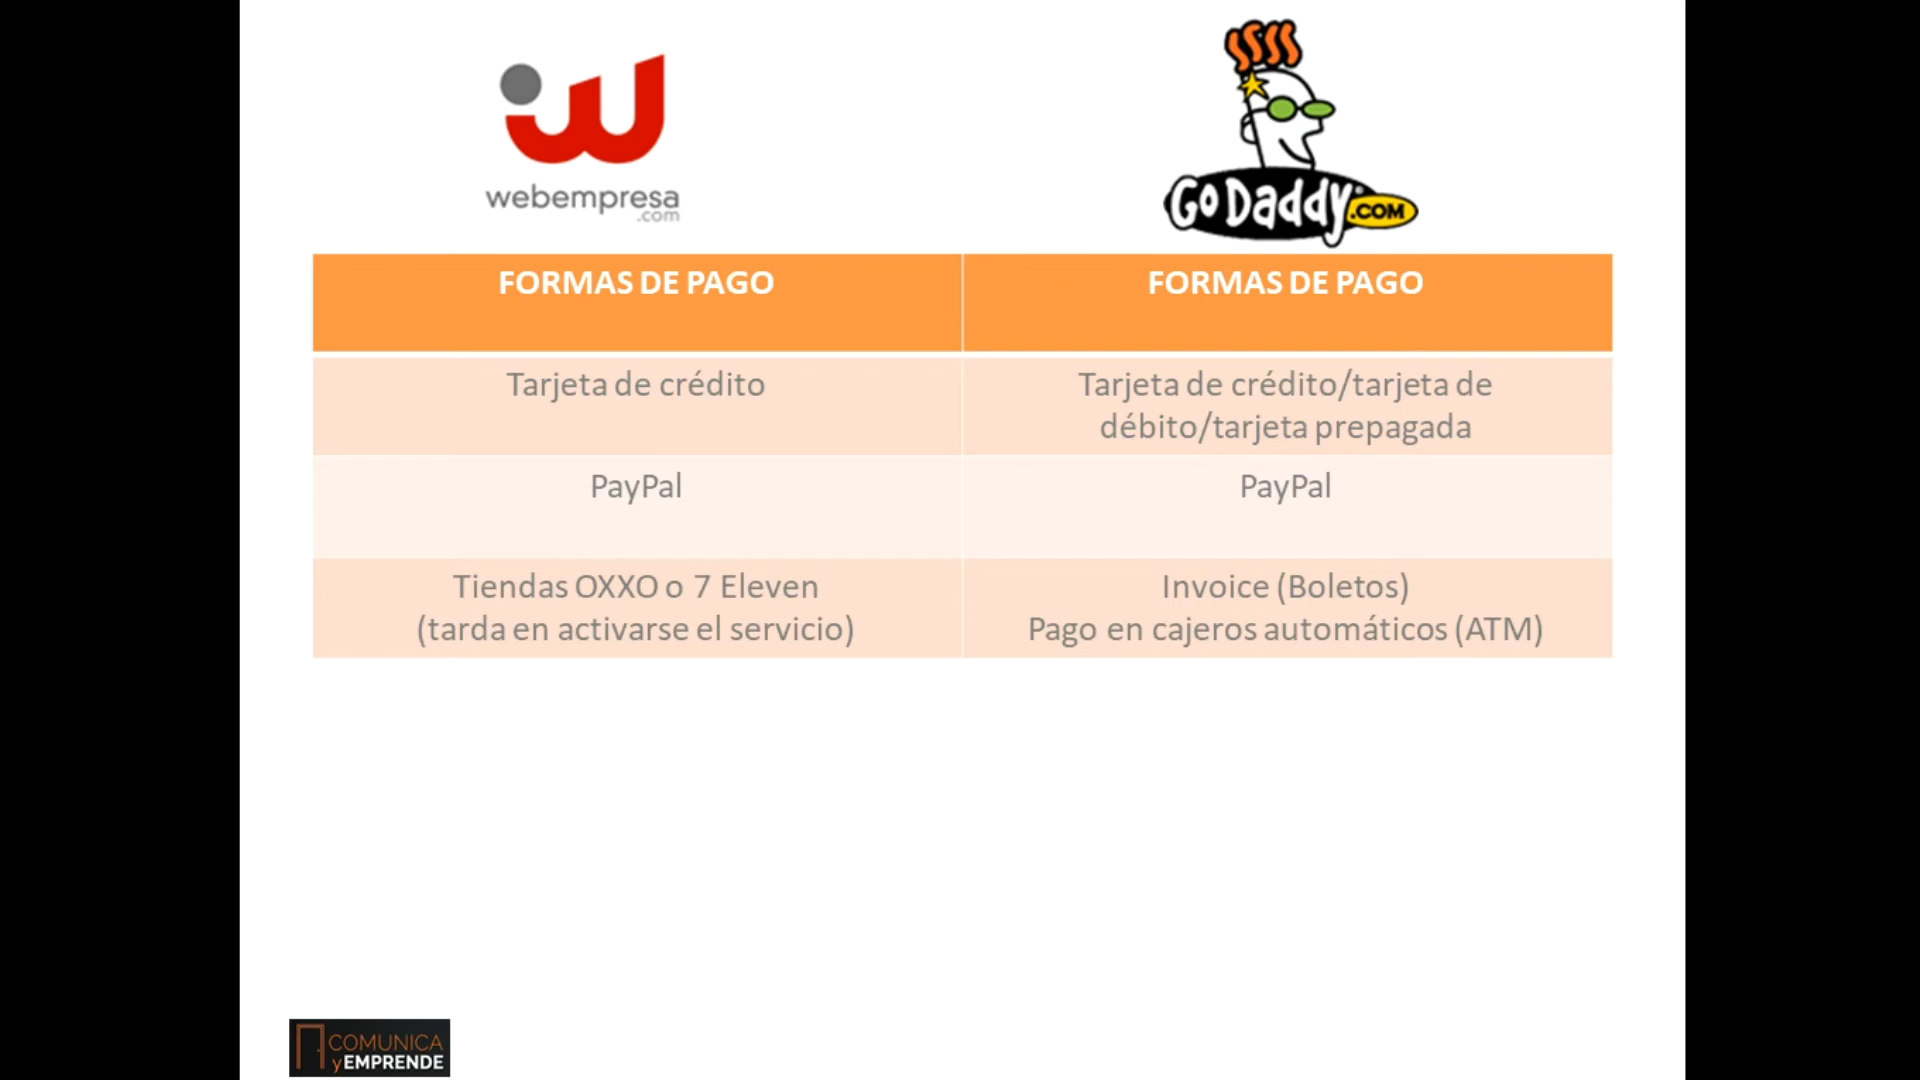 webempresa
.com
GoDaddy.COM
FORMAS DE PAGO
FORMAS DE PAGO
Tarjeta de crédito
Tarjeta de crédito/tarjeta de
débito/tarjeta prepagada
PayPal
PayPal
Tiendas OXXO o 7 Eleven
(tarda en activarse el servicio)
Invoice (Boletos)
Pago en cajeros automáticos (ATM)
COMUNICA
yEMPRENDE